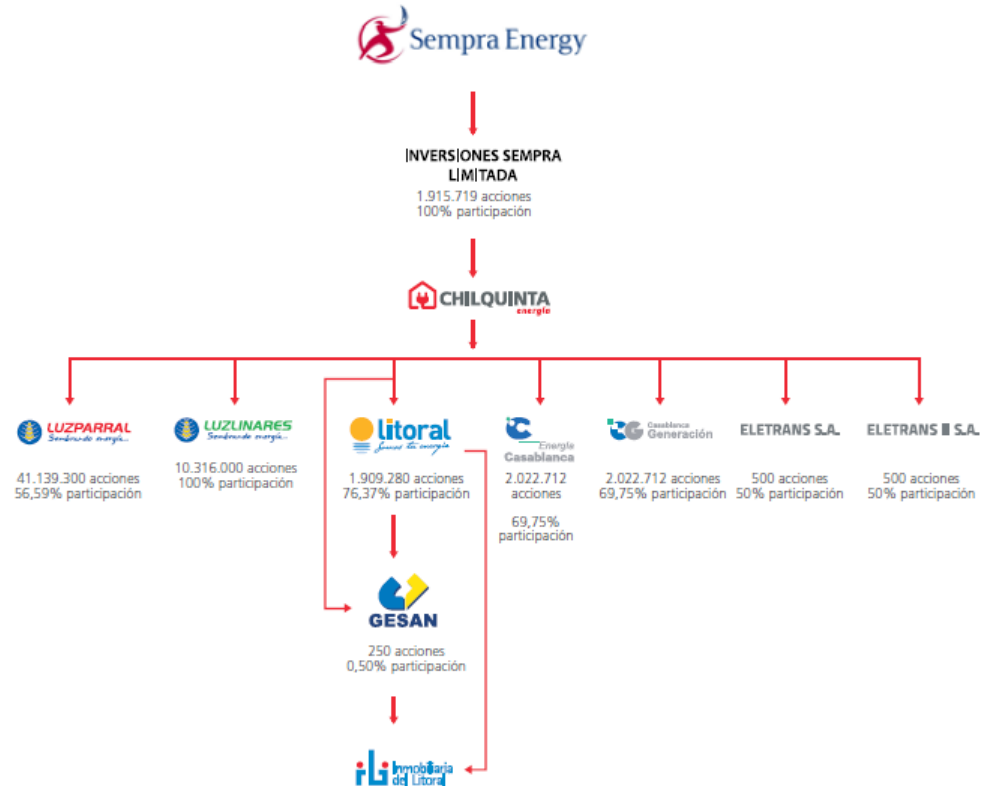 Sempra Energy
INVERSIONES SEMPRA
LIMITADA
1.915.719 acciones
100% participación
CHILQUINTA
energía
LUZPARRAL
Sembrando energía...
41.139.300 acciones
56,59% participación
LUZLINARES
Sembrando energía...
10.316.000 acciones
100% participación
litoral
Somos tu energía
1.909.280 acciones
76,37% participación
Energía
Casablanca
2.022.712
acciones
69,75%
participación
Casablanca
Generación
2.022.712 acciones
69,75% participación
ELETRANS S.A.
500 acciones
50% participación
ELETRANS II S.A.
500 acciones
50% participación
GESAN
250 acciones
0,50% participación
Inmobiliaria
del Litoral